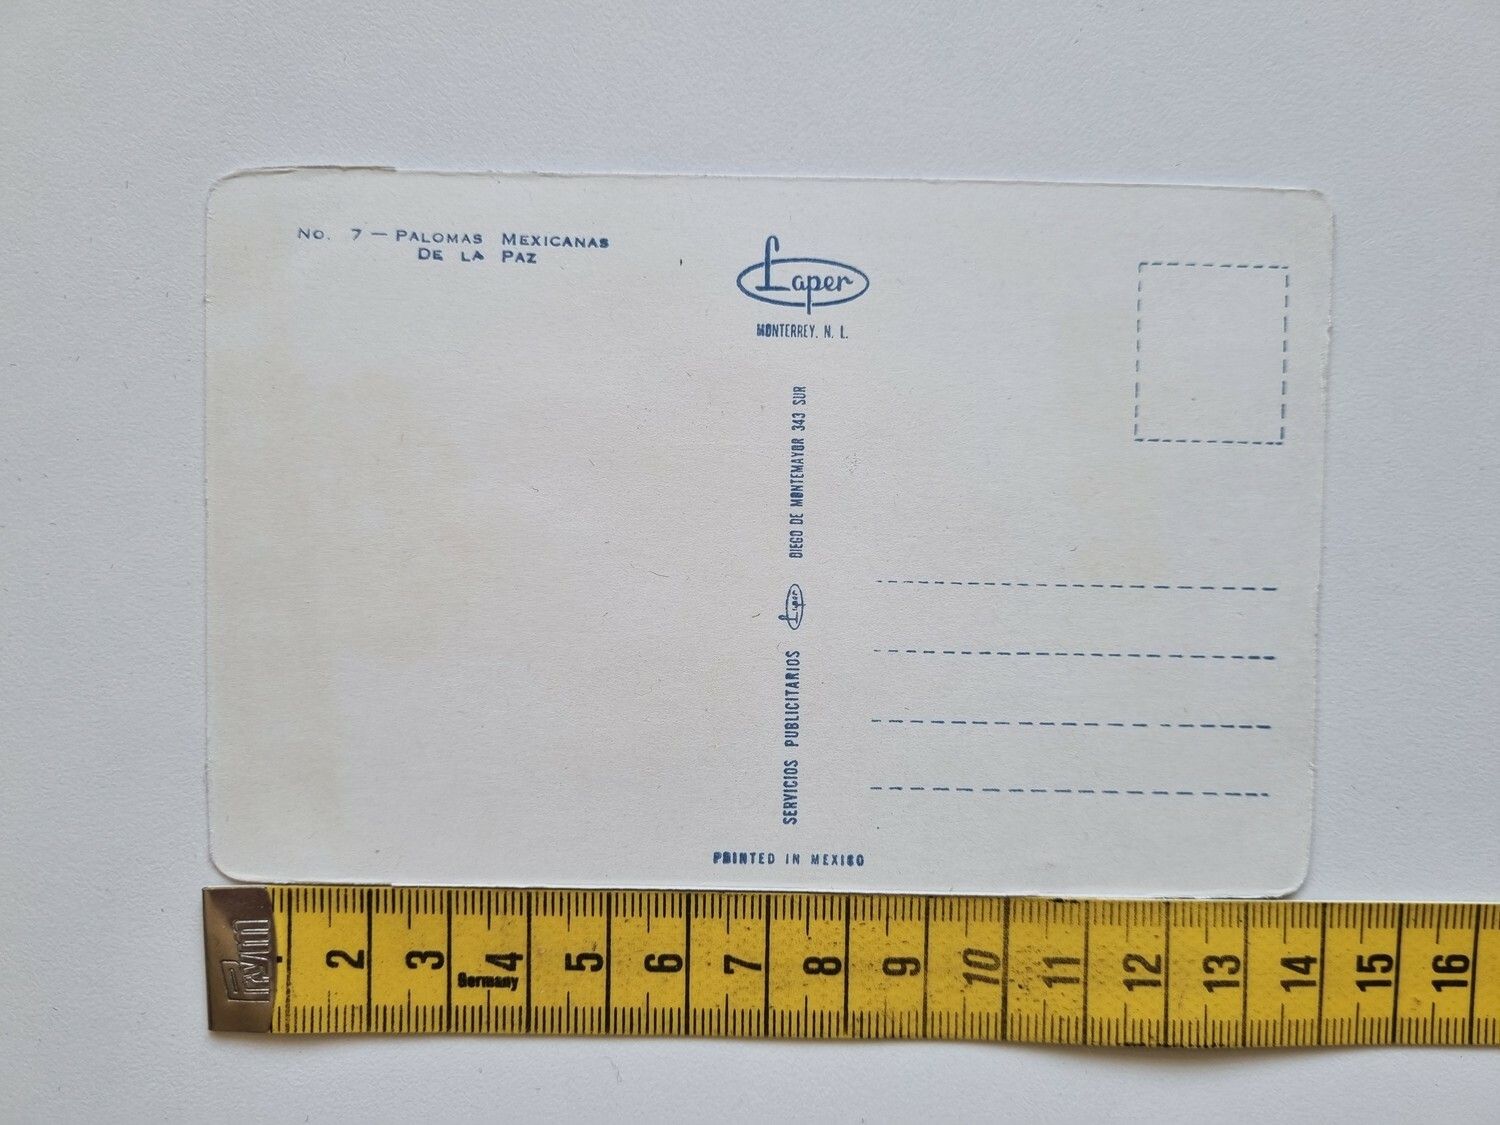 No. 7 — PALOMAS MEXICANAS
DE LA PAZ
Laper
MONTERREY, N. L.
SERVICIOS PUBLICITARIOS Laper DIEGO DE MONTEMAYOR 343 SUR
PRINTED IN MEXICO
Prym
1 2 3 4 5 6 7 8 9 10 11 12 13 14 15 16
Germany